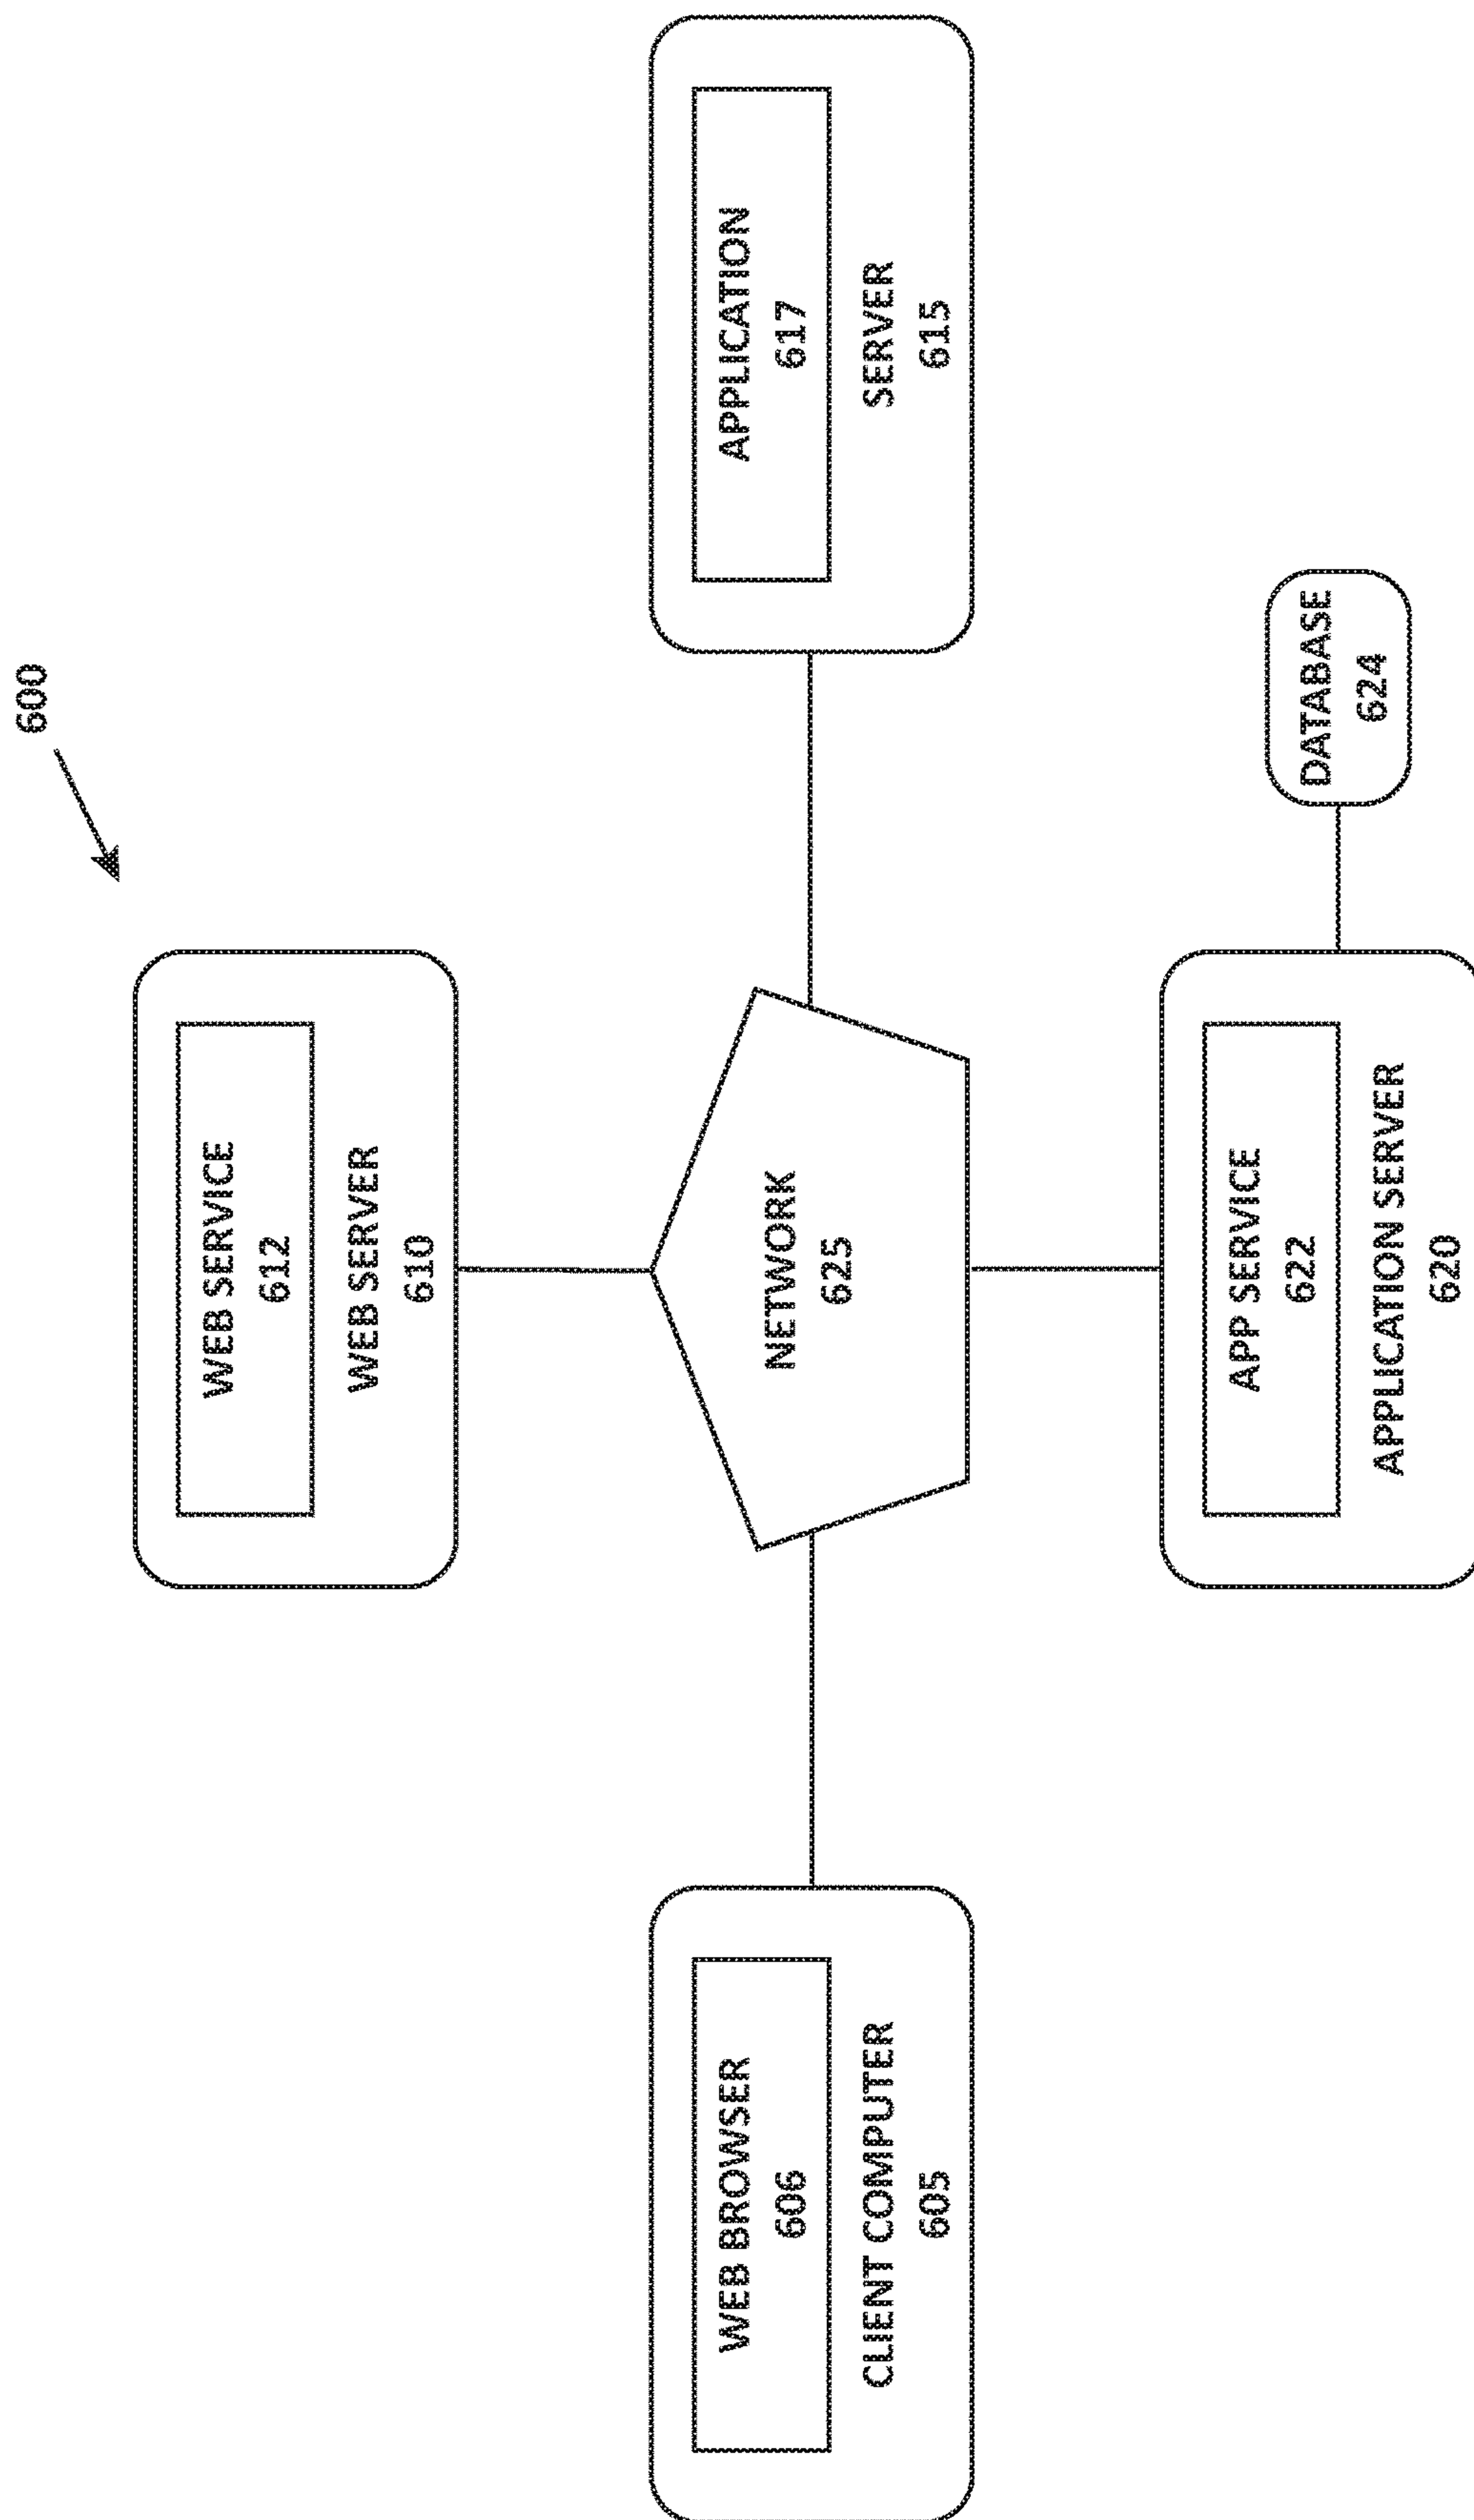 600
WEB SERVICE
612
WEB SERVER
610
WEB BROWSER
606
CLIENT COMPUTER
605
NETWORK
625
APPLICATION
617
SERVER
615
APP SERVICE
622
APPLICATION SERVER
620
DATABASE
624